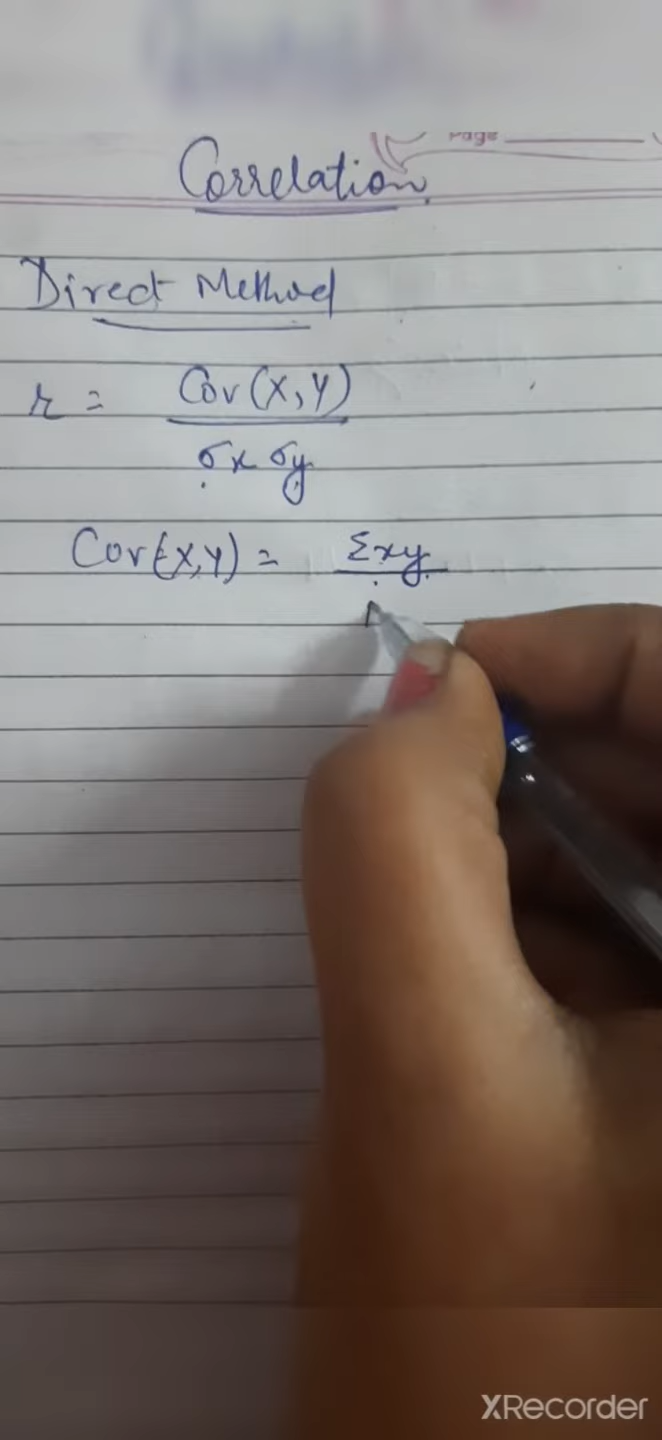 Page
Correlation
Direct Method
r = Cov(X,Y)
σx σy
Cov(X,Y) = Σxy
XRecorder